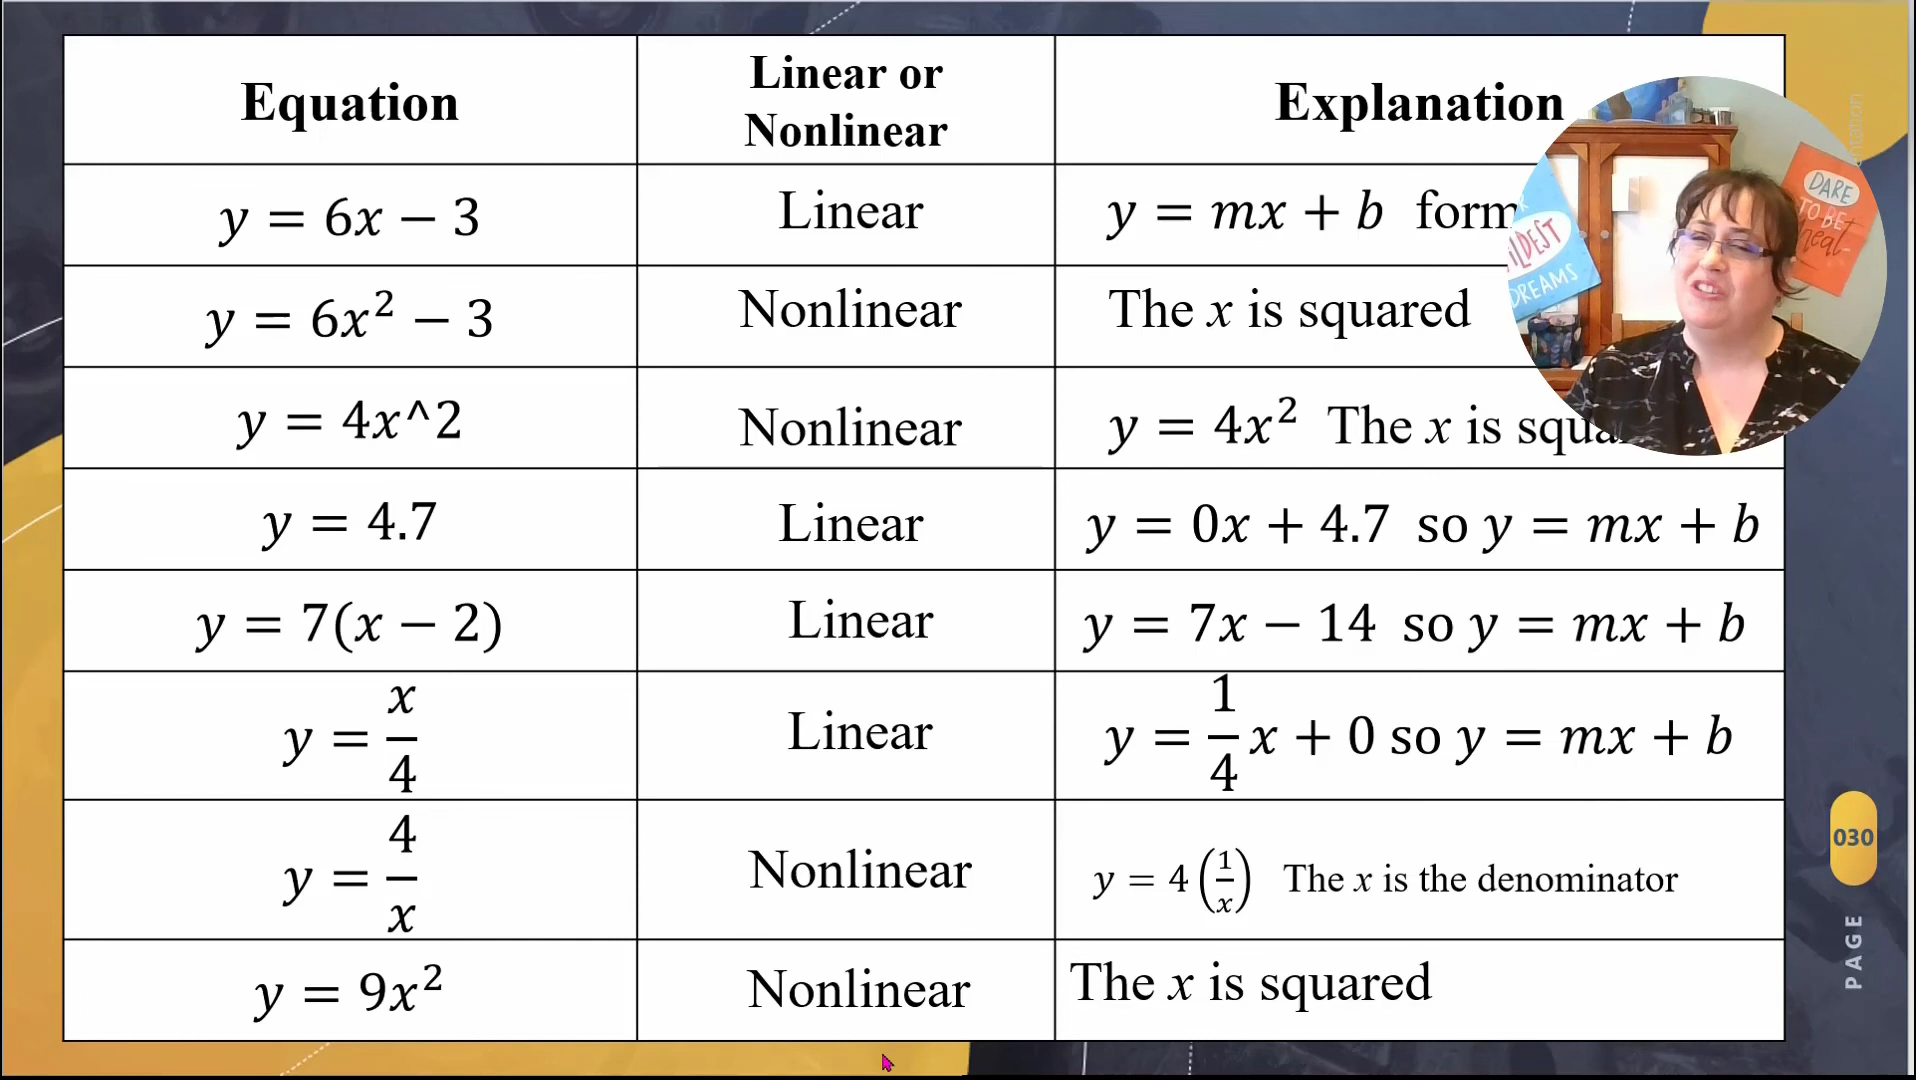 Equation
Linear or
Nonlinear
Explanation
y = 6x − 3
Linear
y = mx + b form
y = 6x² − 3
Nonlinear
The x is squared
y = 4x^2
Nonlinear
y = 4x² The x is squa
y = 4.7
Linear
y = 0x + 4.7 so y = mx + b
y = 7(x − 2)
Linear
y = 7x − 14 so y = mx + b
y = x/4
Linear
y = 1/4 x + 0 so y = mx + b
y = 4/x
Nonlinear
y = 4(1/x) The x is the denominator
y = 9x²
Nonlinear
The x is squared
ILDEST
DREAMS
DARE
TO BE
heal
ntation
030
PAGE